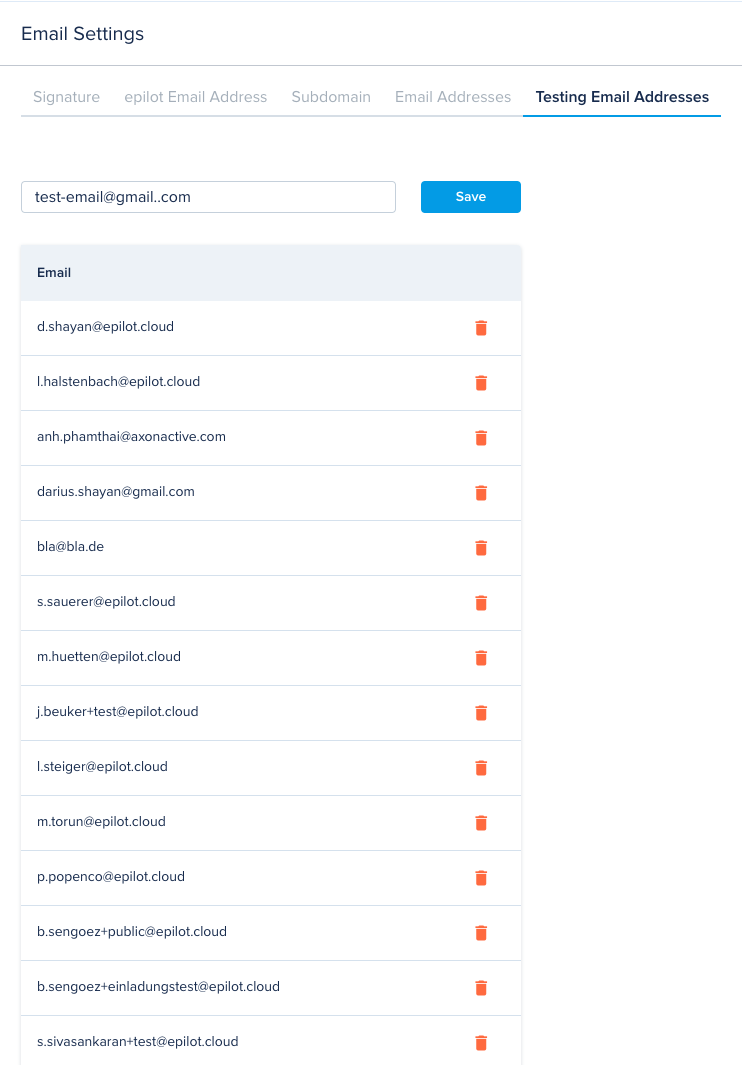 Email Settings
Signature epilot Email Address Subdomain Email Addresses Testing Email Addresses
test-email@gmail..com Save
Email
d.shayan@epilot.cloud
l.halstenbach@epilot.cloud
anh.phamthai@axonactive.com
darius.shayan@gmail.com
bla@bla.de
s.sauerer@epilot.cloud
m.huetten@epilot.cloud
j.beuker+test@epilot.cloud
l.steiger@epilot.cloud
m.torun@epilot.cloud
p.popenco@epilot.cloud
b.sengoez+public@epilot.cloud
b.sengoez+einladungstest@epilot.cloud
s.sivasankaran+test@epilot.cloud